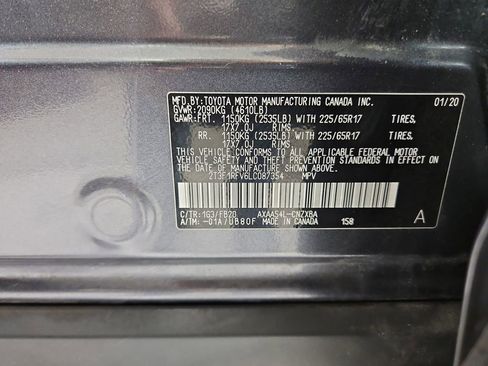 MFD.BY:TOYOTA MOTOR MANUFACTURING CANADA INC. 01/20
GVWR:2090KG (4610LB)
GAWR:FRT. 1150KG (2535LB) WITH 225/65R17 TIRES,
17X7.0J RIMS,
RR. 1150KG (2535LB) WITH 225/65R17 TIRES,
17X7.0J RIMS,
THIS VEHICLE CONFORMS TO ALL APPLICABLE FEDERAL MOTOR
VEHICLE SAFETY AND THEFT PREVENTION STANDARDS IN EFFECT ON
THE DATE OF MANUFACTURE SHOWN ABOVE.
2T3F1RFV6LC087354 MPV
C/TR:1G3/FB20 AXAA54L-CNZXBA
A/TM: -01A/UB80F MADE IN CANADA 158 A